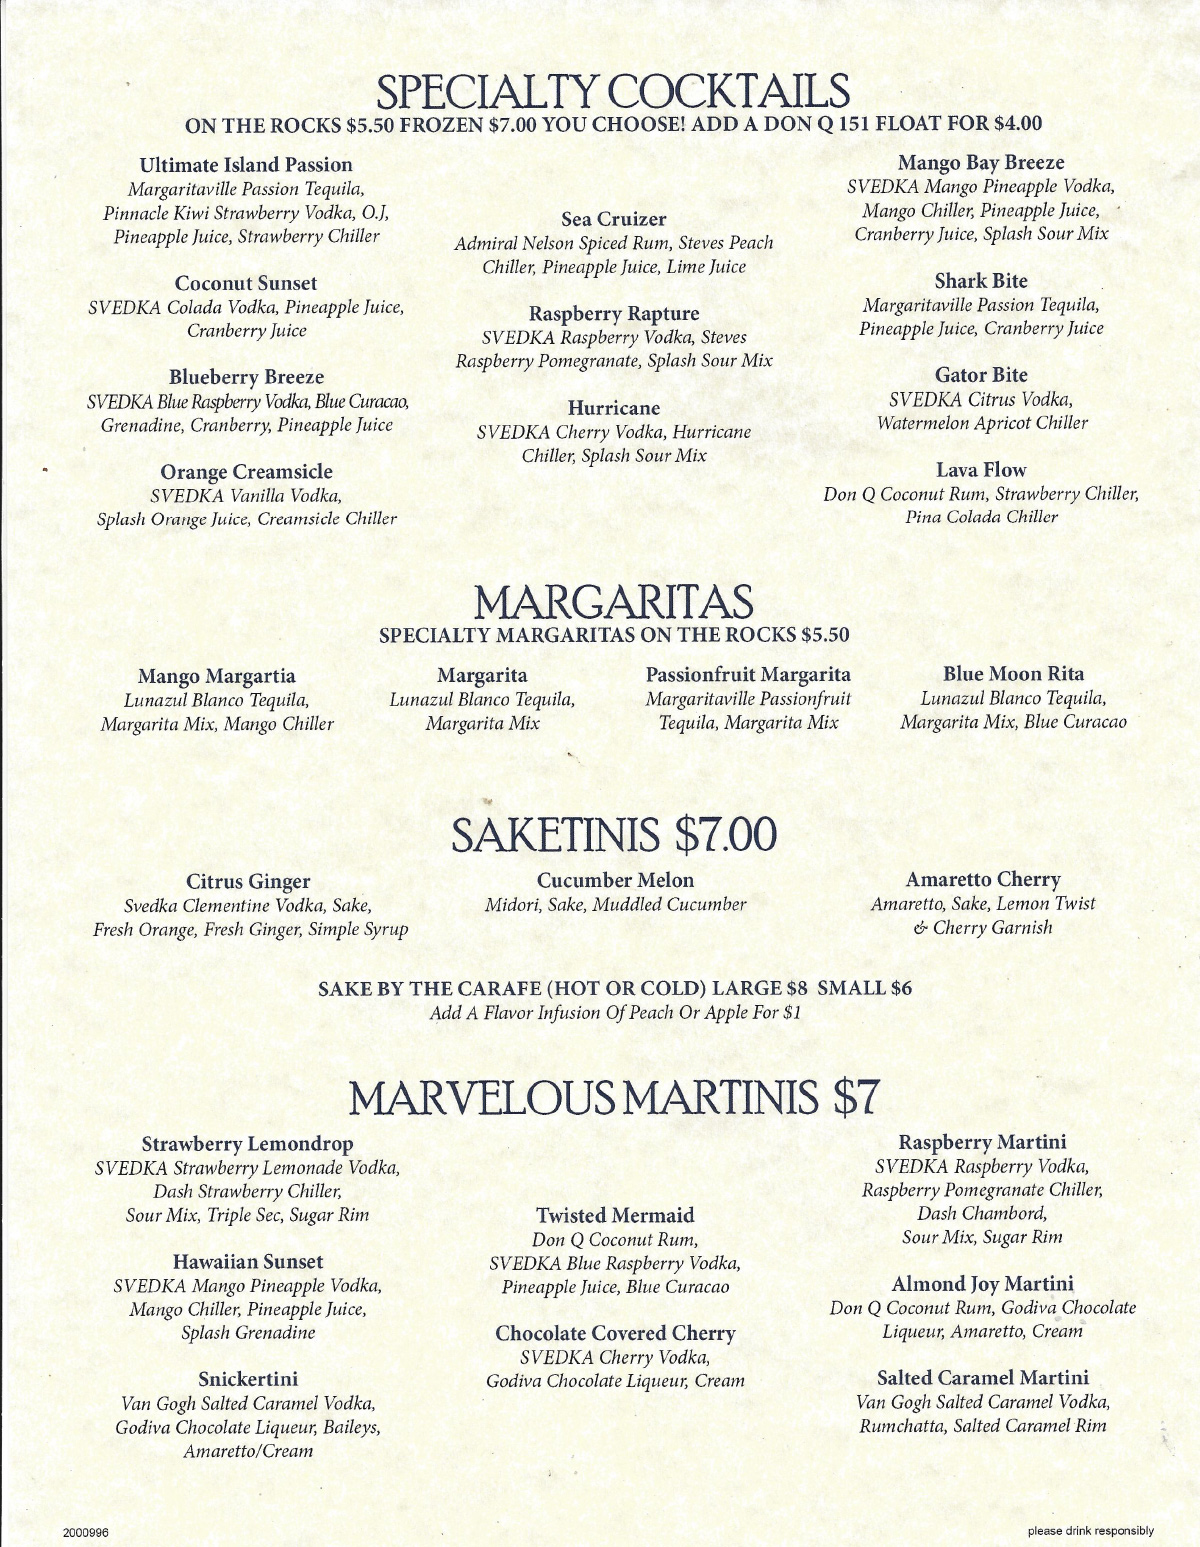 SPECIALTY COCKTAILS
ON THE ROCKS $5.50 FROZEN $7.00 YOU CHOOSE! ADD A DON Q 151 FLOAT FOR $4.00
Ultimate Island Passion
Margaritaville Passion Tequila,
Pinnacle Kiwi Strawberry Vodka, O.J,
Pineapple Juice, Strawberry Chiller
Coconut Sunset
SVEDKA Colada Vodka, Pineapple Juice,
Cranberry Juice
Blueberry Breeze
SVEDKA Blue Raspberry Vodka, Blue Curacao,
Grenadine, Cranberry, Pineapple Juice
Orange Creamsicle
SVEDKA Vanilla Vodka,
Splash Orange Juice, Creamsicle Chiller
Sea Cruizer
Admiral Nelson Spiced Rum, Steves Peach
Chiller, Pineapple Juice, Lime Juice
Raspberry Rapture
SVEDKA Raspberry Vodka, Steves
Raspberry Pomegranate, Splash Sour Mix
Hurricane
SVEDKA Cherry Vodka, Hurricane
Chiller, Splash Sour Mix
Mango Bay Breeze
SVEDKA Mango Pineapple Vodka,
Mango Chiller, Pineapple Juice,
Cranberry Juice, Splash Sour Mix
Shark Bite
Margaritaville Passion Tequila,
Pineapple Juice, Cranberry Juice
Gator Bite
SVEDKA Citrus Vodka,
Watermelon Apricot Chiller
Lava Flow
Don Q Coconut Rum, Strawberry Chiller,
Pina Colada Chiller
MARGARITAS
SPECIALTY MARGARITAS ON THE ROCKS $5.50
Mango Margartia
Lunazul Blanco Tequila,
Margarita Mix, Mango Chiller
Margarita
Lunazul Blanco Tequila,
Margarita Mix
Passionfruit Margarita
Margaritaville Passionfruit
Tequila, Margarita Mix
Blue Moon Rita
Lunazul Blanco Tequila,
Margarita Mix, Blue Curacao
SAKETINIS $7.00
Citrus Ginger
Svedka Clementine Vodka, Sake,
Fresh Orange, Fresh Ginger, Simple Syrup
Cucumber Melon
Midori, Sake, Muddled Cucumber
Amaretto Cherry
Amaretto, Sake, Lemon Twist
& Cherry Garnish
SAKE BY THE CARAFE (HOT OR COLD) LARGE $8 SMALL $6
Add A Flavor Infusion Of Peach Or Apple For $1
MARVELOUS MARTINIS $7
Strawberry Lemondrop
SVEDKA Strawberry Lemonade Vodka,
Dash Strawberry Chiller,
Sour Mix, Triple Sec, Sugar Rim
Hawaiian Sunset
SVEDKA Mango Pineapple Vodka,
Mango Chiller, Pineapple Juice,
Splash Grenadine
Snickertini
Van Gogh Salted Caramel Vodka,
Godiva Chocolate Liqueur, Baileys,
Amaretto/Cream
Twisted Mermaid
Don Q Coconut Rum,
SVEDKA Blue Raspberry Vodka,
Pineapple Juice, Blue Curacao
Chocolate Covered Cherry
SVEDKA Cherry Vodka,
Godiva Chocolate Liqueur, Cream
Raspberry Martini
SVEDKA Raspberry Vodka,
Raspberry Pomegranate Chiller,
Dash Chambord,
Sour Mix, Sugar Rim
Almond Joy Martini
Don Q Coconut Rum, Godiva Chocolate
Liqueur, Amaretto, Cream
Salted Caramel Martini
Van Gogh Salted Caramel Vodka,
Rumchatta, Salted Caramel Rim
2000996
please drink responsibly